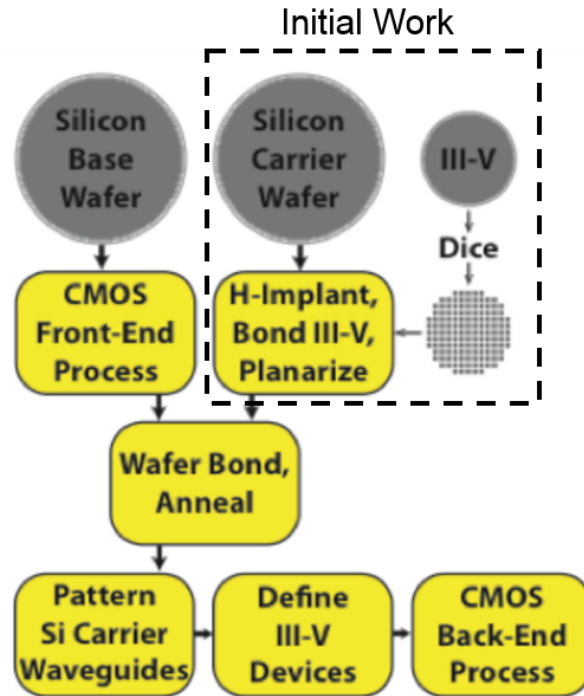 Initial Work
Silicon
Base
Wafer
Silicon
Carrier
Wafer
III-V
Dice
CMOS
Front-End
Process
H-Implant,
Bond III-V,
Planarize
Wafer Bond,
Anneal
Pattern
Si Carrier
Waveguides
Define
III-V
Devices
CMOS
Back-End
Process